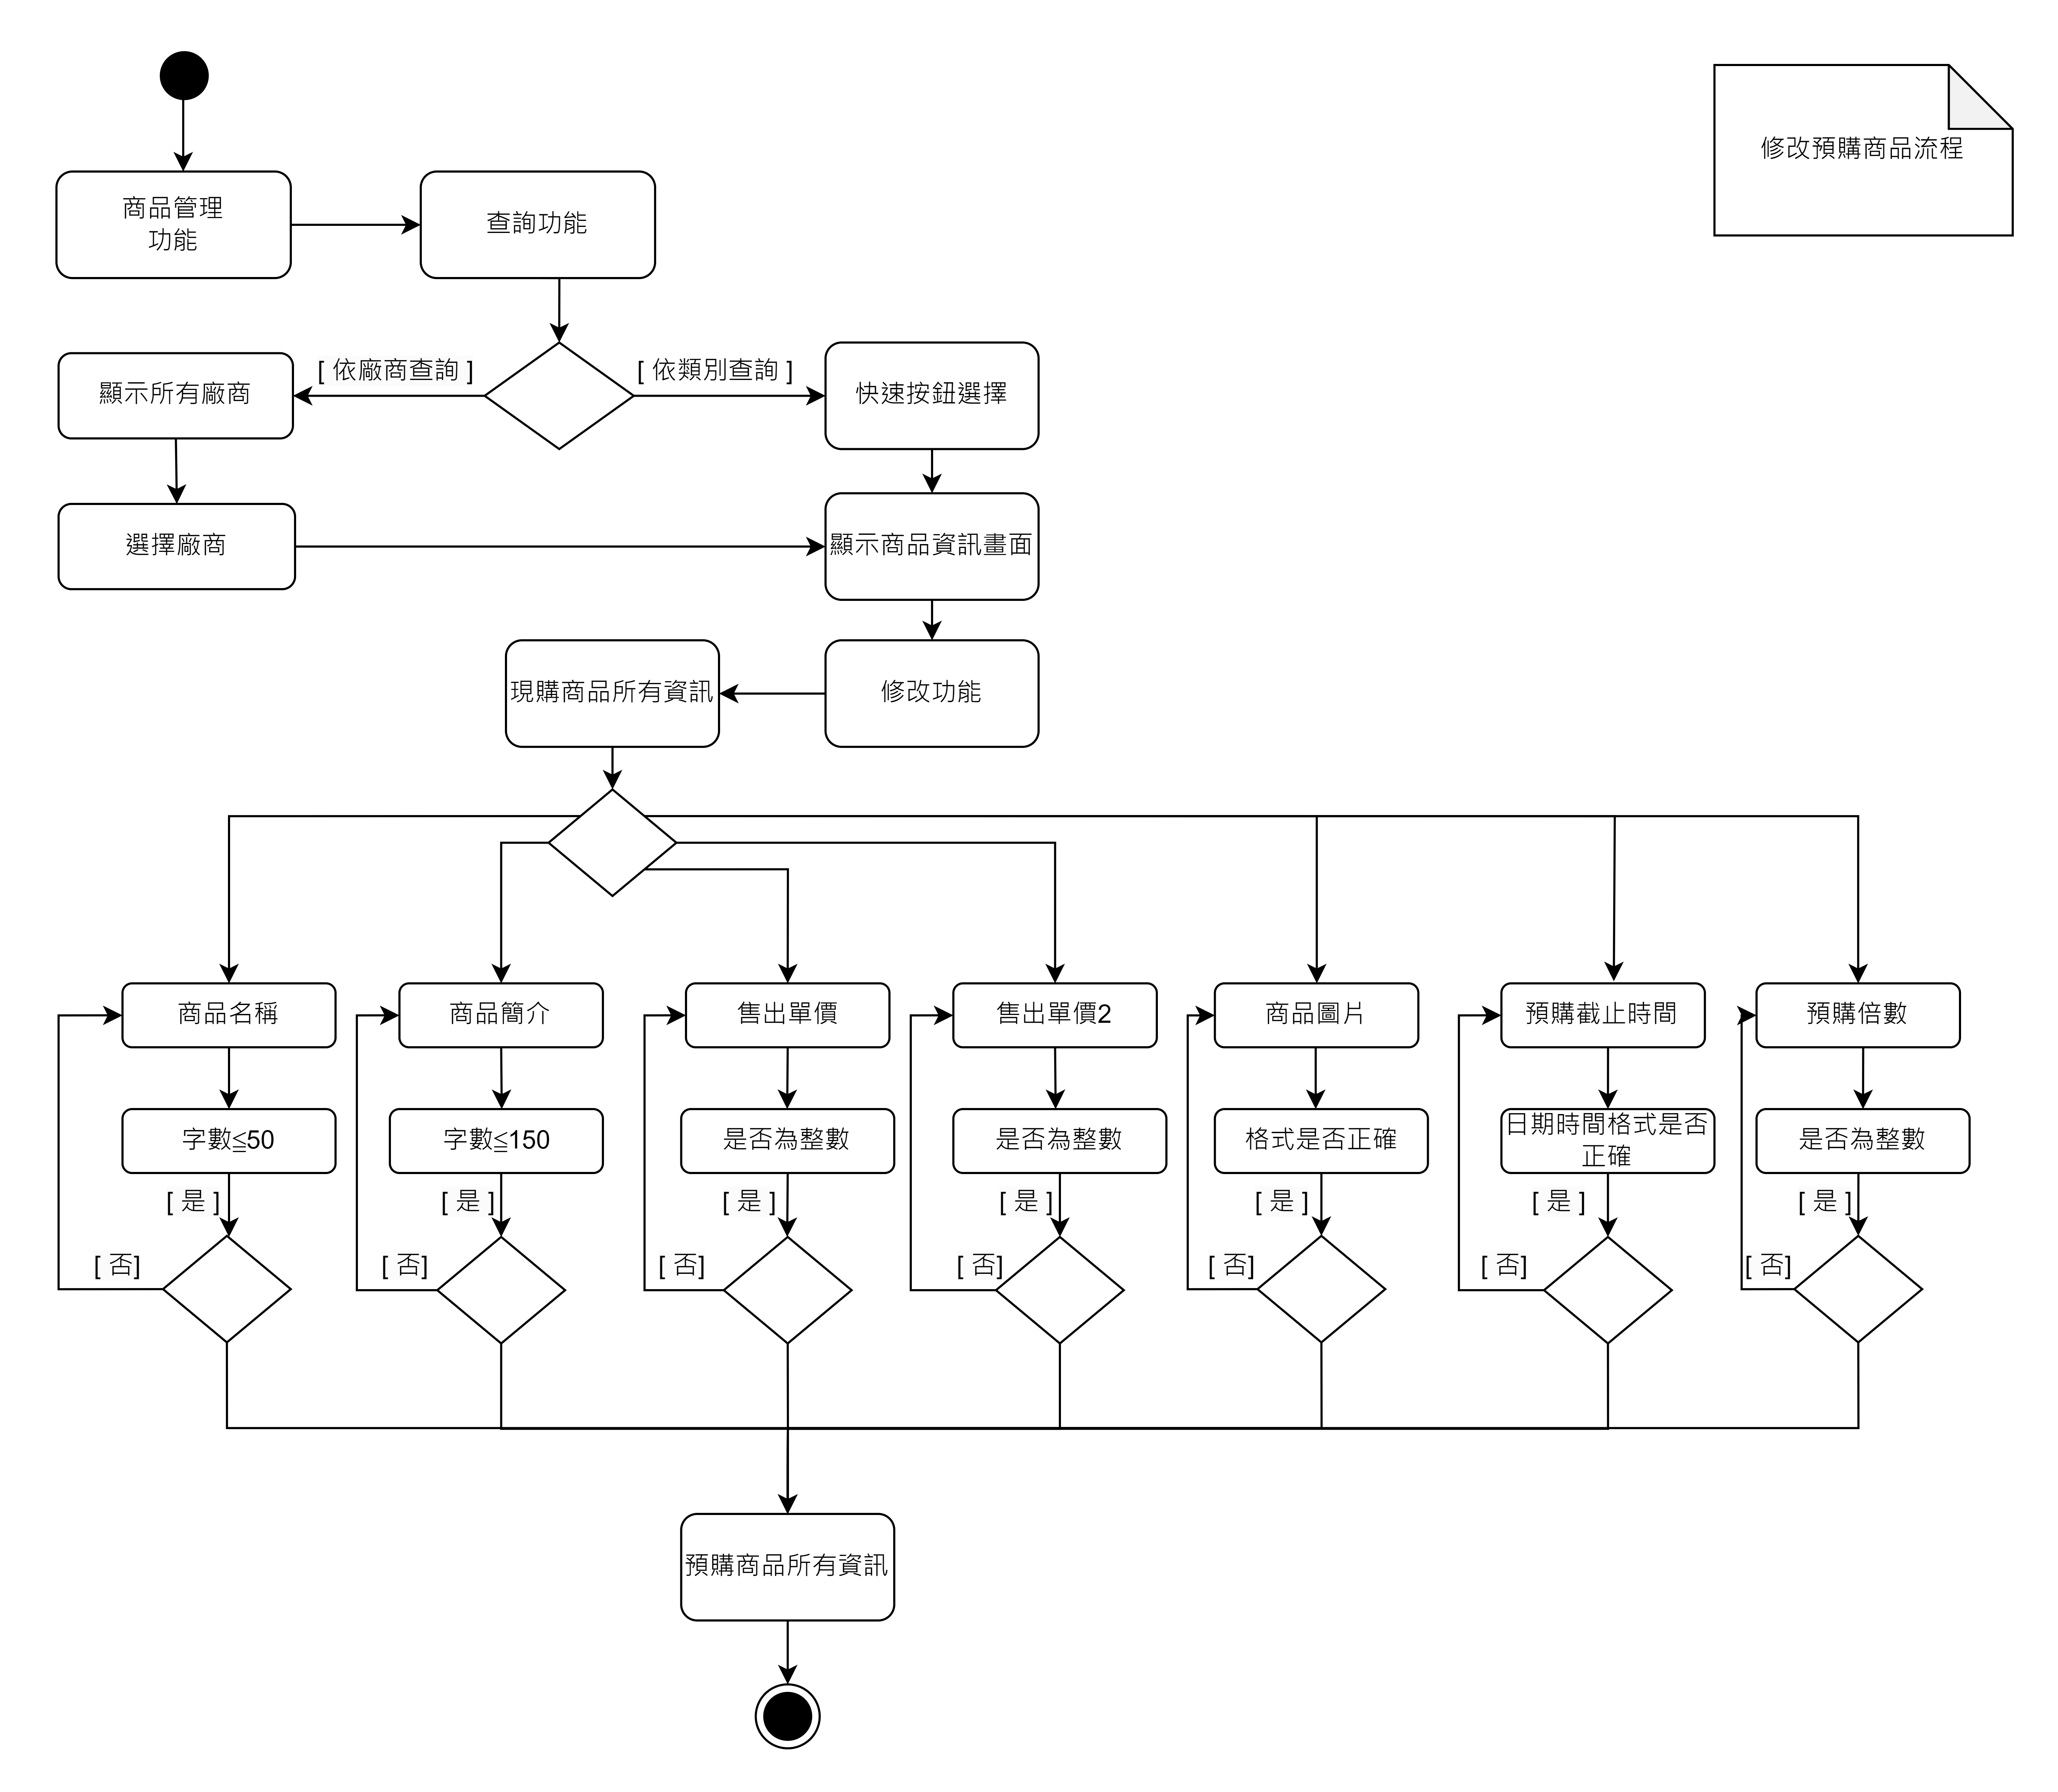 修改預購商品流程
商品管理
功能
查詢功能
[ 依廠商查詢 ]
[ 依類別查詢 ]
顯示所有廠商
快速按鈕選擇
選擇廠商
顯示商品資訊畫面
現購商品所有資訊
修改功能
商品名稱
商品簡介
售出單價
售出單價2
商品圖片
預購截止時間
預購倍數
字數≦50
字數≦150
是否為整數
是否為整數
格式是否正確
日期時間格式是否
正確
是否為整數
[ 是 ]
[ 是 ]
[ 是 ]
[ 是 ]
[ 是 ]
[ 是 ]
[ 是 ]
[ 否]
[ 否]
[ 否]
[ 否]
[ 否]
[ 否]
[ 否]
預購商品所有資訊